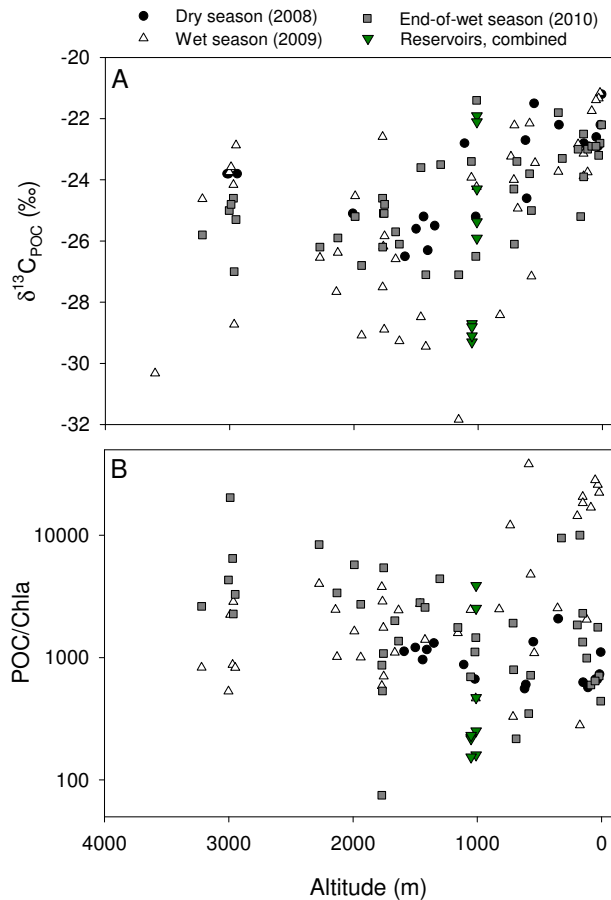 Dry season (2008)
Wet season (2009)
End-of-wet season (2010)
Reservoirs, combined
A
-20
-22
-24
-26
-28
-30
-32
δ¹³C_POC (‰)
B
10000
1000
100
POC/Chla
4000 3000 2000 1000 0
Altitude (m)